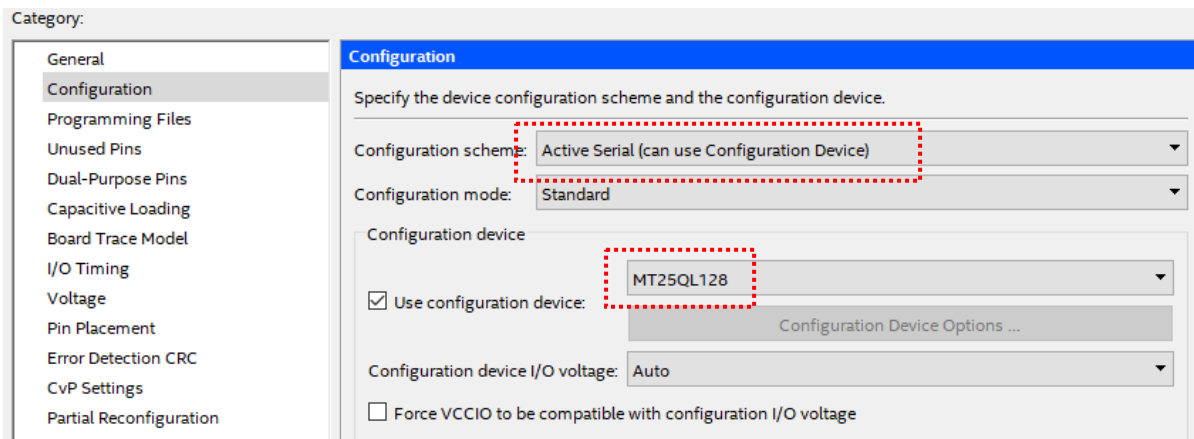 Category:
General
Configuration
Programming Files
Unused Pins
Dual-Purpose Pins
Capacitive Loading
Board Trace Model
I/O Timing
Voltage
Pin Placement
Error Detection CRC
CvP Settings
Partial Reconfiguration
Configuration
Specify the device configuration scheme and the configuration device.
Configuration scheme: Active Serial (can use Configuration Device)
Configuration mode: Standard
Configuration device
MT25QL128
Use configuration device:
Configuration Device Options ...
Configuration device I/O voltage: Auto
Force VCCIO to be compatible with configuration I/O voltage